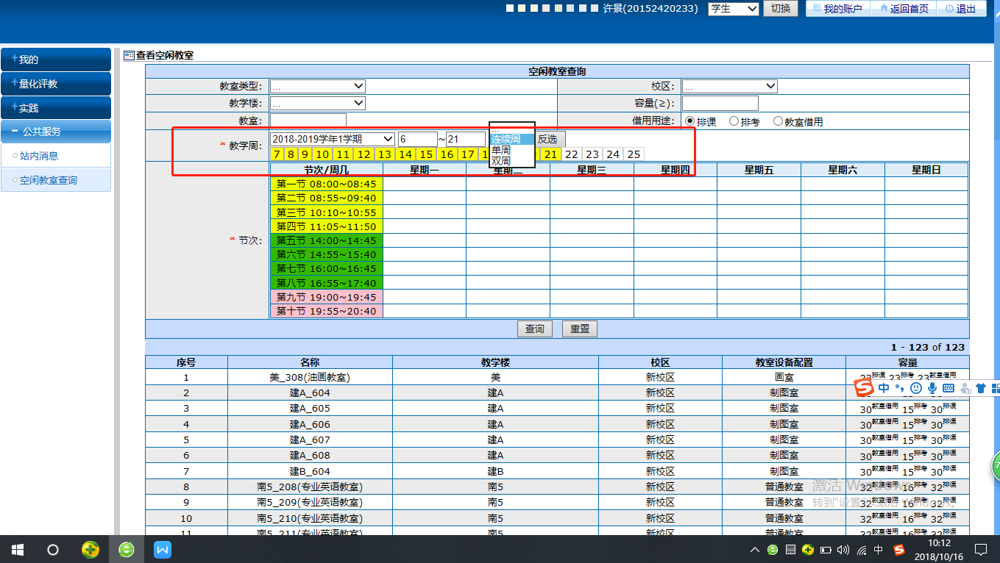 许景(20152420233) 学生 切换 我的账户 返回首页 退出
我的
量化评教
实践
公共服务
站内消息
空闲教室查询
查看空闲教室
空闲教室查询
教室类型: ... 校区: ...
教学楼: ... 容量(≥):
教室: 借用用途: 排课 排考 教室借用
* 教学周: 2018-2019学年1学期 6 ~ 21 反选
...
连续周
单周
双周
7 8 9 10 11 12 13 14 15 16 17 21 22 23 24 25
* 节次:
节次/周几 星期一 星期二 星期三 星期四 星期五 星期六 星期日
第一节 08:00~08:45
第二节 08:55~09:40
第三节 10:10~10:55
第四节 11:05~11:50
第五节 14:00~14:45
第六节 14:55~15:40
第七节 16:00~16:45
第八节 16:55~17:40
第九节 19:00~19:45
第十节 19:55~20:40
查询 重置
1 - 123 of 123
序号 名称 教学楼 校区 教室设备配置 容量
1 美_308(油画教室) 美 新校区 画室 23排课 23排考 23教室借用
2 建A_604 建A 新校区 制图室
3 建A_605 建A 新校区 制图室 30教室借用 15排考 30排课
4 建A_606 建A 新校区 制图室 30教室借用 15排考 30排课
5 建A_607 建A 新校区 制图室 30教室借用 15排考 30排课
6 建A_608 建A 新校区 制图室 30教室借用 15排考 30排课
7 建B_604 建B 新校区 制图室 30教室借用 15排考 30排课
8 南5_208(专业英语教室) 南5 新校区 普通教室 32教室借用 16排考 32排课
9 南5_209(专业英语教室) 南5 新校区 普通教室 32教室借用 16排考 32排课
10 南5_210(专业英语教室) 南5 新校区 普通教室 32教室借用 16排考 32排课
11 南5_211(专业英语教室) 南5 新校区 普通教室 32教室借用 16排考 32排课
中
激活 Windows
转到"设置"以激活 Windows。
中
10:12
2018/10/16